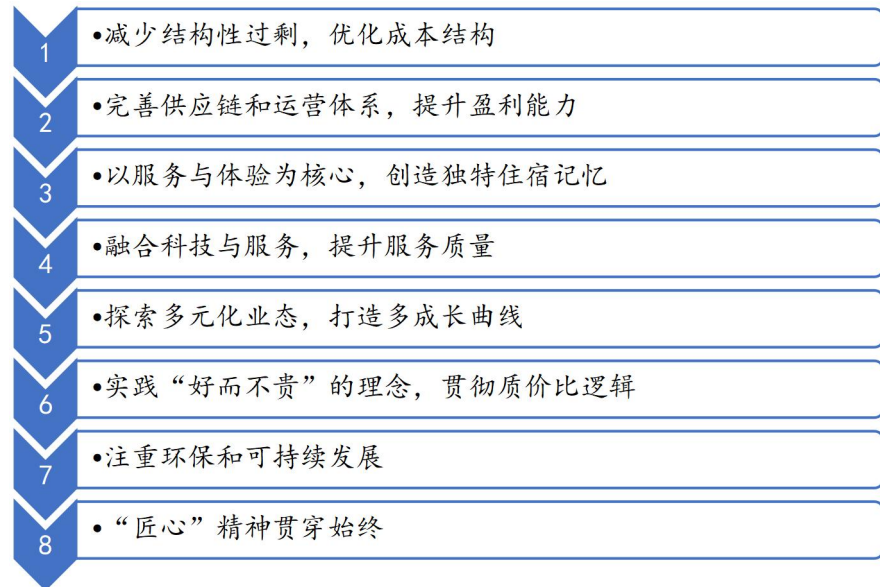 1
•减少结构性过剩，优化成本结构
2
•完善供应链和运营体系，提升盈利能力
3
•以服务与体验为核心，创造独特住宿记忆
4
•融合科技与服务，提升服务质量
5
•探索多元化业态，打造多成长曲线
6
•实践“好而不贵”的理念，贯彻质价比逻辑
7
•注重环保和可持续发展
8
•“匠心”精神贯穿始终